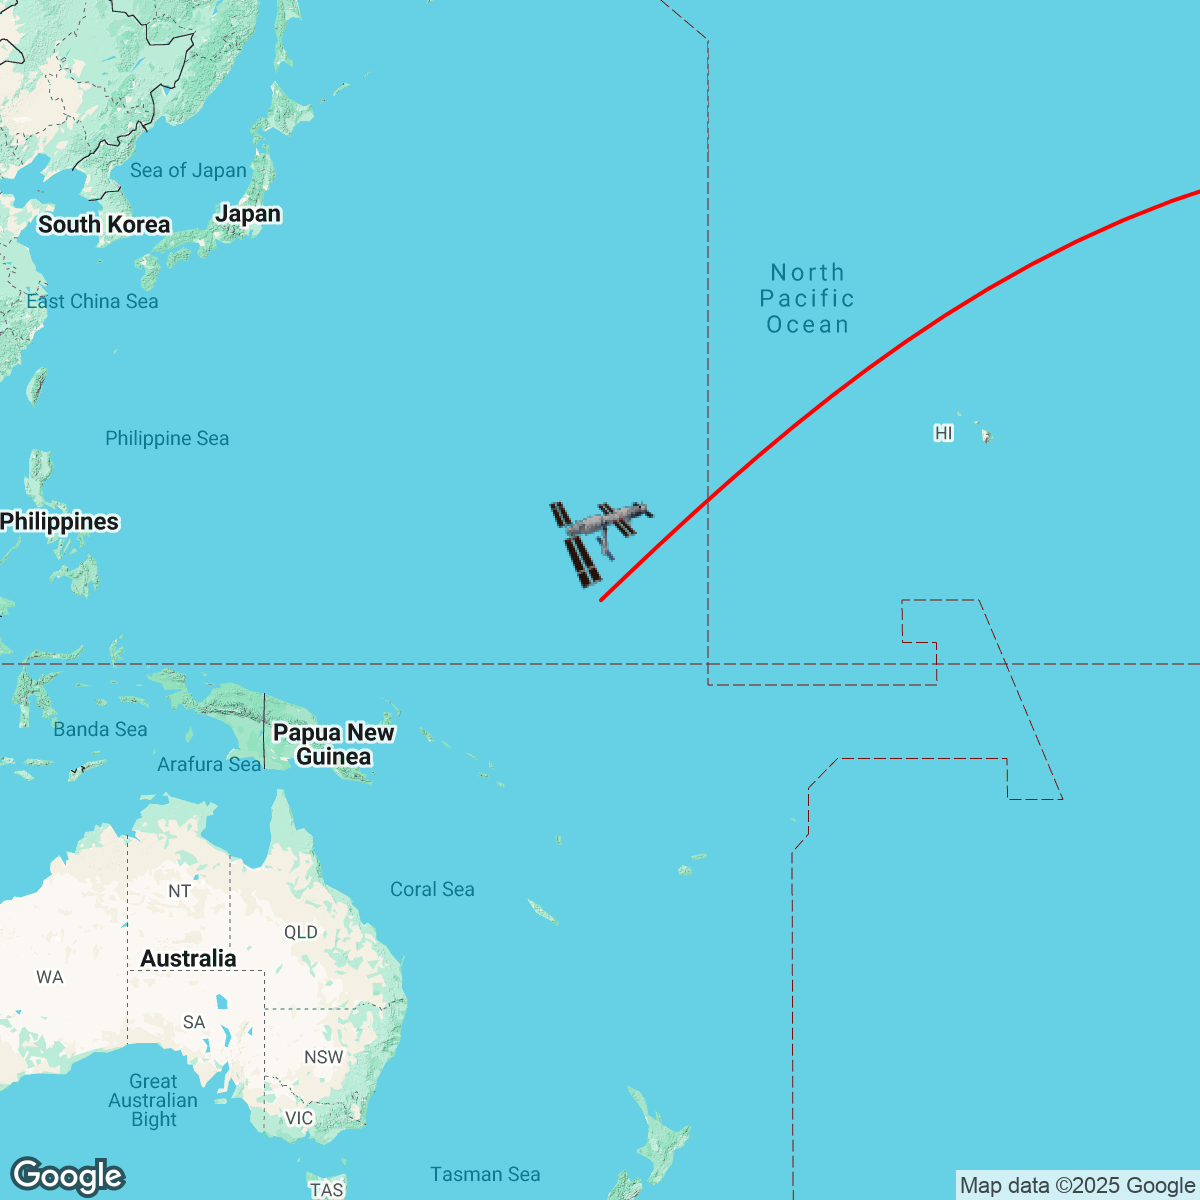 Sea of Japan
South Korea
Japan
North
Pacific
Ocean
East China Sea
Philippine Sea
HI
Philippines
Banda Sea
Papua New
Guinea
Arafura Sea
NT
Coral Sea
QLD
Australia
WA
SA
NSW
Great
Australian
Bight
VIC
Tasman Sea
TAS
Google
Map data ©2025 Google